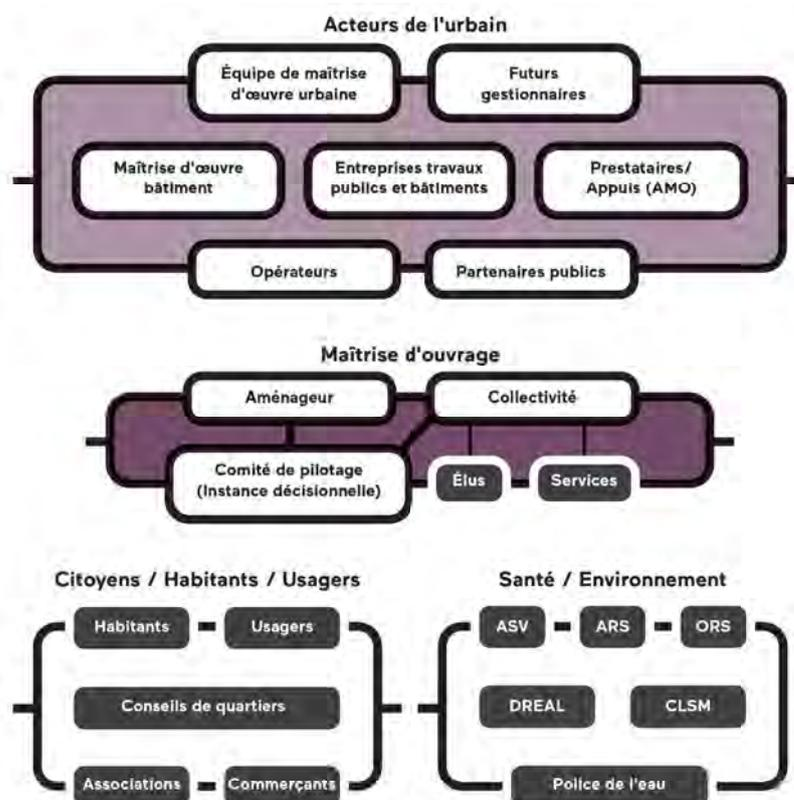 Acteurs de l'urbain
Équipe de maîtrise
d'œuvre urbaine
Futurs
gestionnaires
Maîtrise d'œuvre
bâtiment
Entreprises travaux
publics et bâtiments
Prestataires/
Appuis (AMO)
Opérateurs
Partenaires publics
Maîtrise d'ouvrage
Aménageur
Collectivité
Comité de pilotage
(Instance décisionnelle)
Élus
Services
Citoyens / Habitants / Usagers
Habitants
Usagers
Conseils de quartiers
Associations
Commerçants
Santé / Environnement
ASV
ARS
ORS
DREAL
CLSM
Police de l'eau